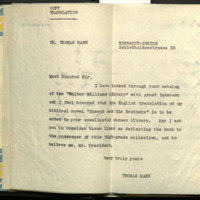 COPY
TRANSLATION
DR. THOMAS MANN
KUSNACHT-ZURICH
Schiedhaldenstrasse 33
Most Honored Sir,
I have looked through your catalog
of the "Walter Williams Library" with great interest
and I feel honored that the English translation of my
biblical novel "Joseph and His Brothers" is to be
added to your excellently chosen library. May I ask
you to consider these lines as dedicating the book to
the possessor of this high-grade collection, and to
believe me, Mr. President.
Very truly yours
THOMAS MANN